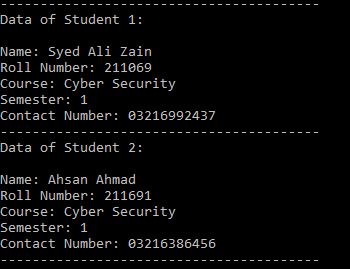 ----------------------------------------
Data of Student 1:
Name: Syed Ali Zain
Roll Number: 211069
Course: Cyber Security
Semester: 1
Contact Number: 03216992437
----------------------------------------
Data of Student 2:
Name: Ahsan Ahmad
Roll Number: 211691
Course: Cyber Security
Semester: 1
Contact Number: 03216386456
----------------------------------------